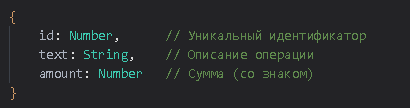 {
id: Number, // Уникальный идентификатор
text: String, // Описание операции
amount: Number // Сумма (со знаком)
}